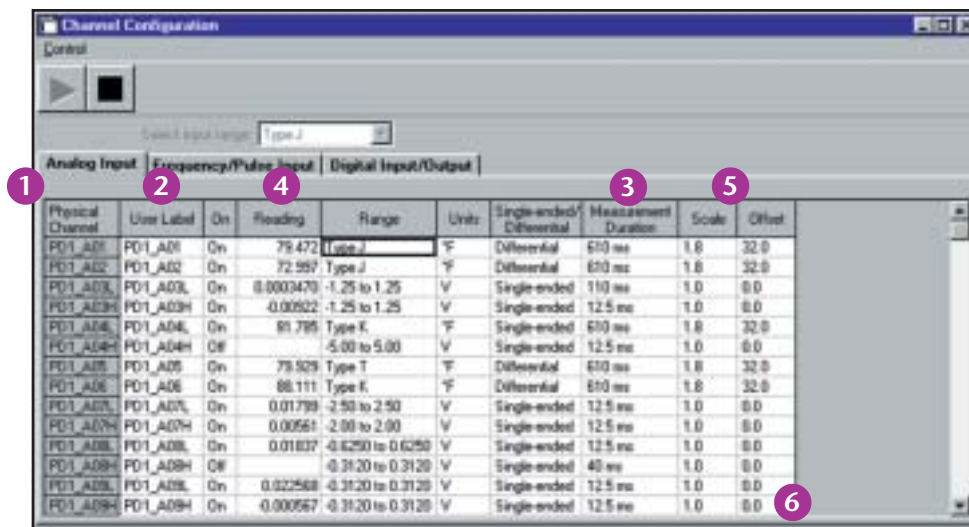 Channel Configuration
Control
Select input range: Type J
Analog Input Frequency/Pulse Input Digital Input/Output
1 2 4 3 5
Physical Channel User Label On Reading Range Units Single-ended/ Differential Measurement Duration Scale Offset
PD1_A01 PD1_A01 On 79.472 Type J °F Differential 610 ms 1.8 32.0
PD1_A02 PD1_A02 On 72.997 Type J °F Differential 610 ms 1.8 32.0
PD1_A03L PD1_A03L On 0.0003470 -1.25 to 1.25 V Single-ended 110 ms 1.0 0.0
PD1_A03H PD1_A03H On -0.00922 -1.25 to 1.25 V Single-ended 12.5 ms 1.0 0.0
PD1_A04L PD1_A04L On 81.785 Type K °F Single-ended 610 ms 1.8 32.0
PD1_A04H PD1_A04H Off -5.00 to 5.00 V Single-ended 12.5 ms 1.0 0.0
PD1_A05 PD1_A05 On 79.929 Type T °F Differential 610 ms 1.8 32.0
PD1_A06 PD1_A06 On 88.111 Type K °F Differential 610 ms 1.8 32.0
PD1_A07L PD1_A07L On 0.01799 -2.50 to 2.50 V Single-ended 12.5 ms 1.0 0.0
PD1_A07H PD1_A07H On 0.00561 -2.00 to 2.00 V Single-ended 12.5 ms 1.0 0.0
PD1_A08L PD1_A08L On 0.01837 -0.6250 to 0.6250 V Single-ended 12.5 ms 1.0 0.0
PD1_A08H PD1_A08H Off -0.3120 to 0.3120 V Single-ended 40 ms 1.0 0.0
PD1_A09L PD1_A09L On 0.022568 -0.3120 to 0.3120 V Single-ended 12.5 ms 1.0 0.0
PD1_A09H PD1_A09H On -0.000567 -0.3120 to 0.3120 V Single-ended 12.5 ms 1.0 0.0
6